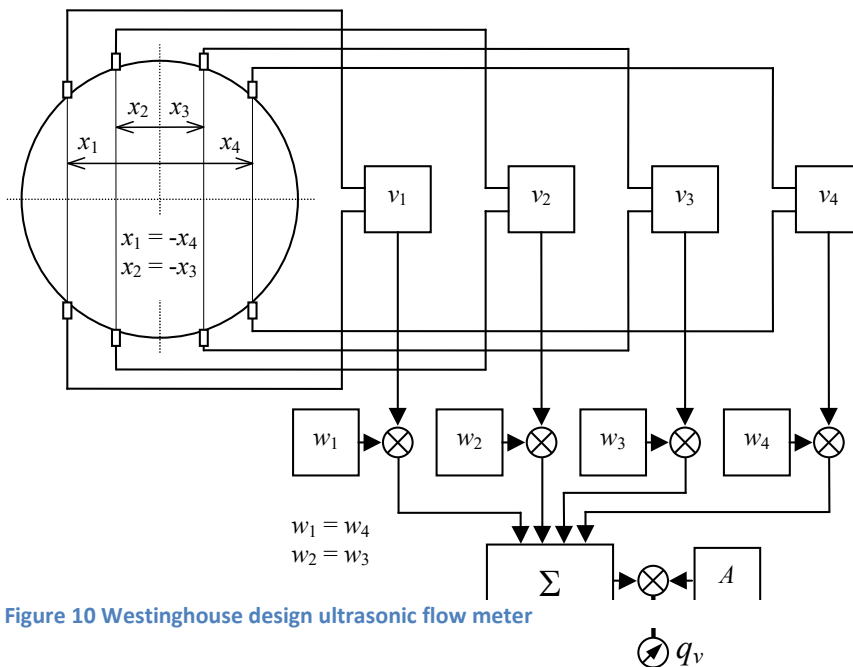 x₂ x₃
x₁ x₄
x₁ = -x₄
x₂ = -x₃
v₁ v₂ v₃ v₄
w₁ w₂ w₃ w₄
w₁ = w₄
w₂ = w₃
Σ A
Figure 10 Westinghouse design ultrasonic flow meter
qᵥ